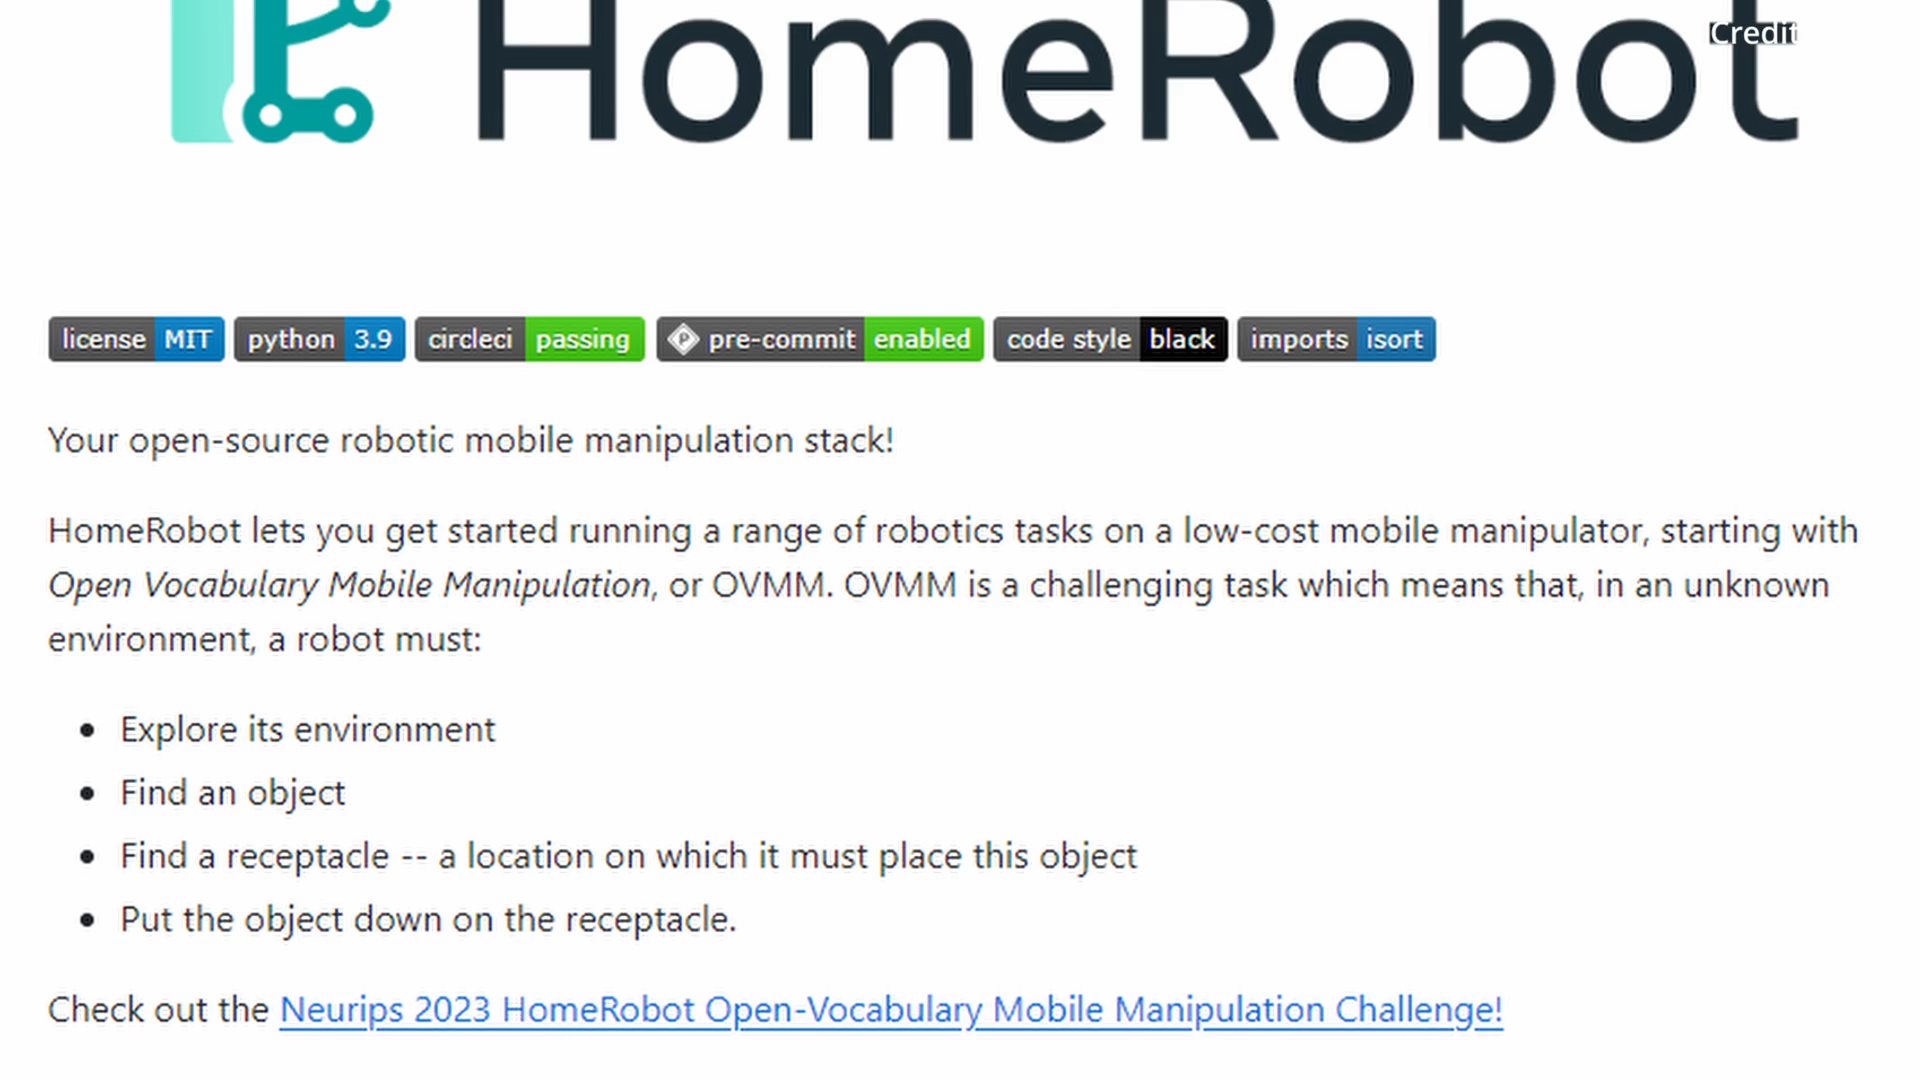 HomeRobot
Credit
license MIT python 3.9 circleci passing pre-commit enabled code style black imports isort
Your open-source robotic mobile manipulation stack!
HomeRobot lets you get started running a range of robotics tasks on a low-cost mobile manipulator, starting with
Open Vocabulary Mobile Manipulation, or OVMM. OVMM is a challenging task which means that, in an unknown
environment, a robot must:
• Explore its environment
• Find an object
• Find a receptacle -- a location on which it must place this object
• Put the object down on the receptacle.
Check out the Neurips 2023 HomeRobot Open-Vocabulary Mobile Manipulation Challenge!